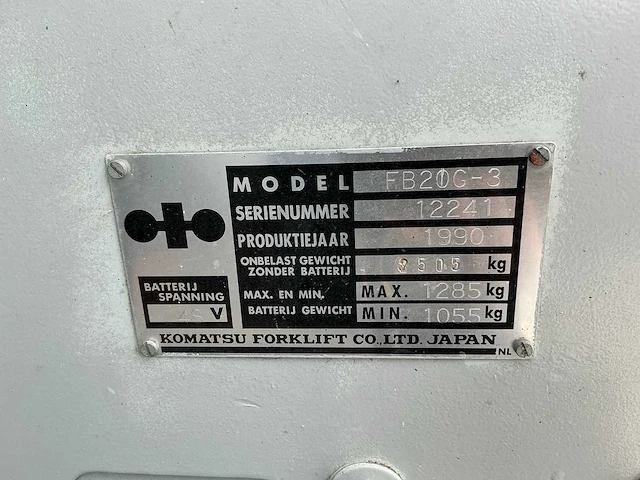 MODEL FB20G-3
SERIENUMMER 12241
PRODUKTIEJAAR 1990
ONBELAST GEWICHT
ZONDER BATTERIJ kg
BATTERIJ
SPANNING
V
MAX. EN MIN.
BATTERIJ GEWICHT
MAX. 1285 kg
MIN. 1055 kg
KOMATSU FORKLIFT CO.,LTD. JAPAN
NL